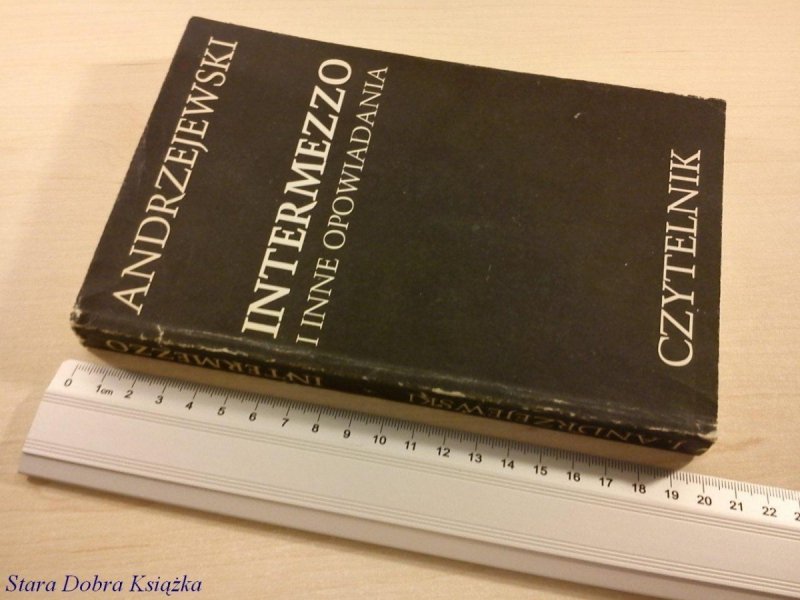 ANDRZEJEWSKI
INTERMEZZO
I INNE OPOWIADANIA
CZYTELNIK
J. ANDRZEJEWSKI
INTERMEZZO
0 1cm 2 3 4 5 6 7 8 9 10 11 12 13 14 15 16 17 18 19 20 21 22
Stara Dobra Książka